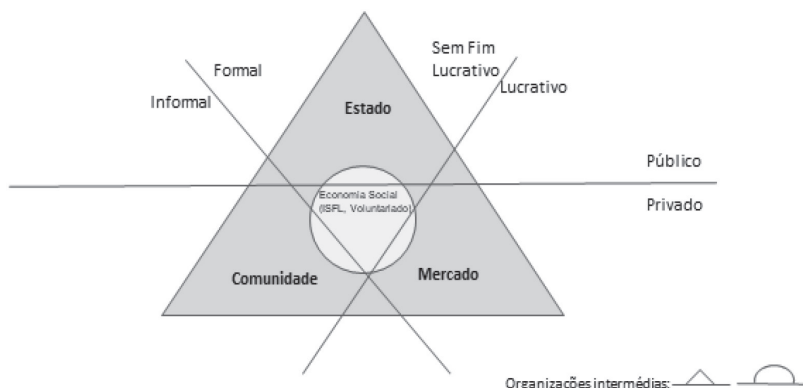 Sem Fim
Lucrativo
Formal
Lucrativo
Informal
Estado
Público
Economia Social
(ISFL, Voluntariado)
Privado
Comunidade
Mercado
Organizações intermédias: